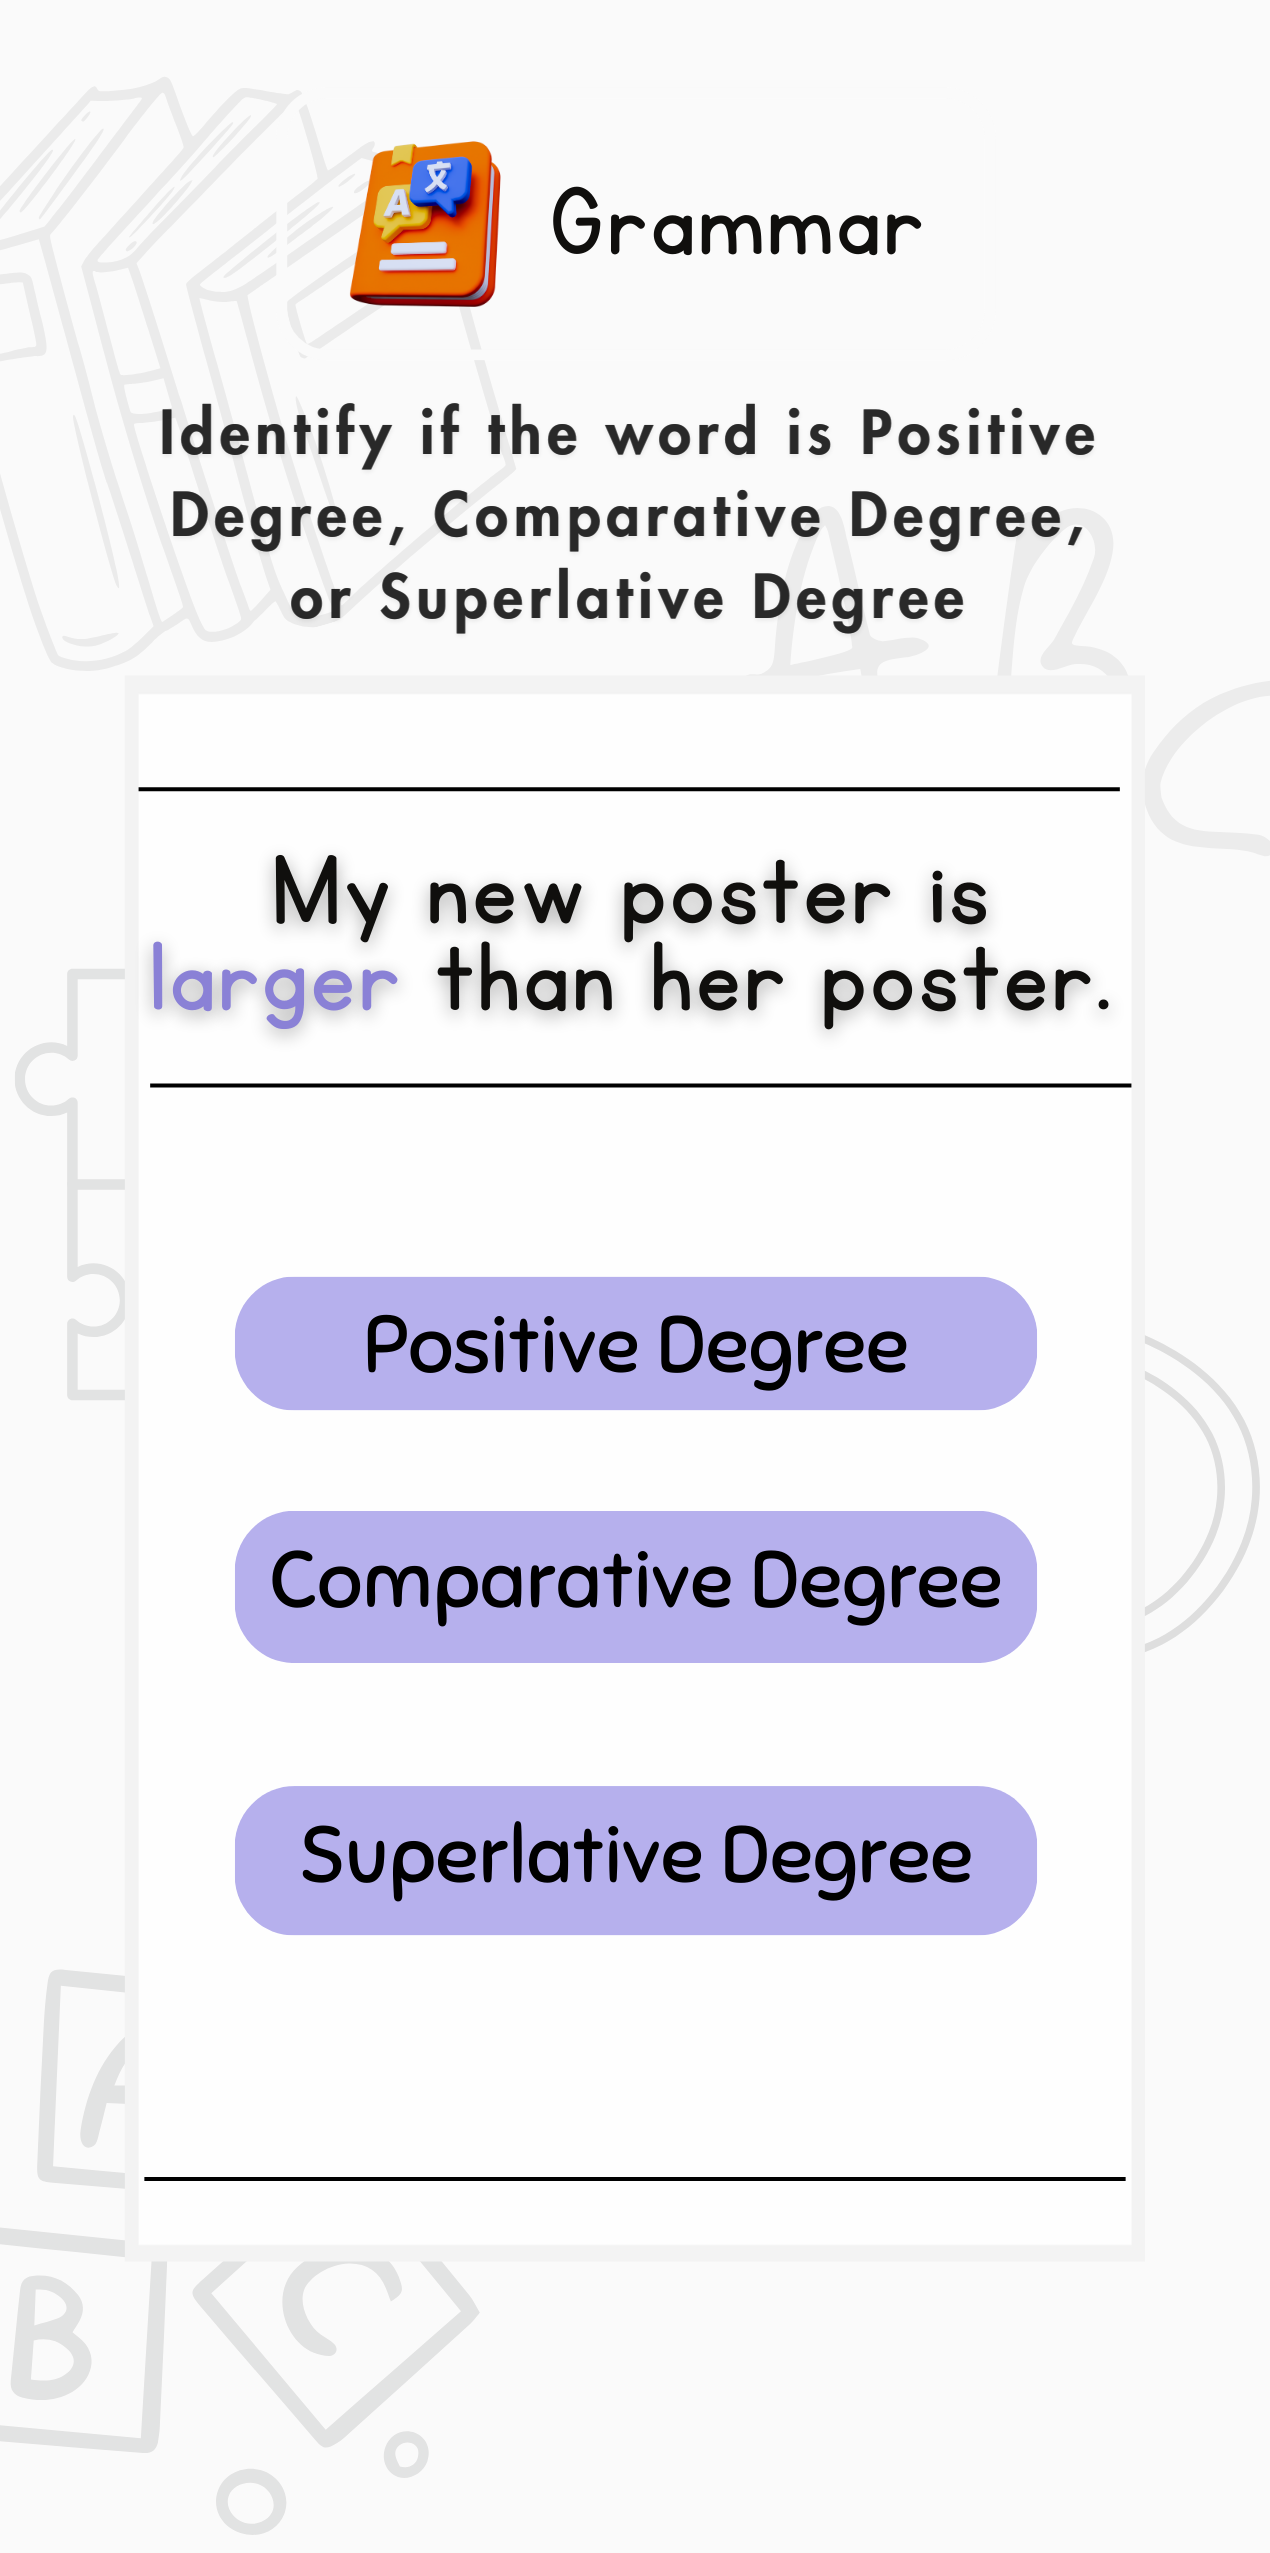 A 文
Grammar
Identify if the word is Positive
Degree, Comparative Degree,
or Superlative Degree
A B
My new poster is
larger than her poster.
Positive Degree
Comparative Degree
Superlative Degree
A
B C